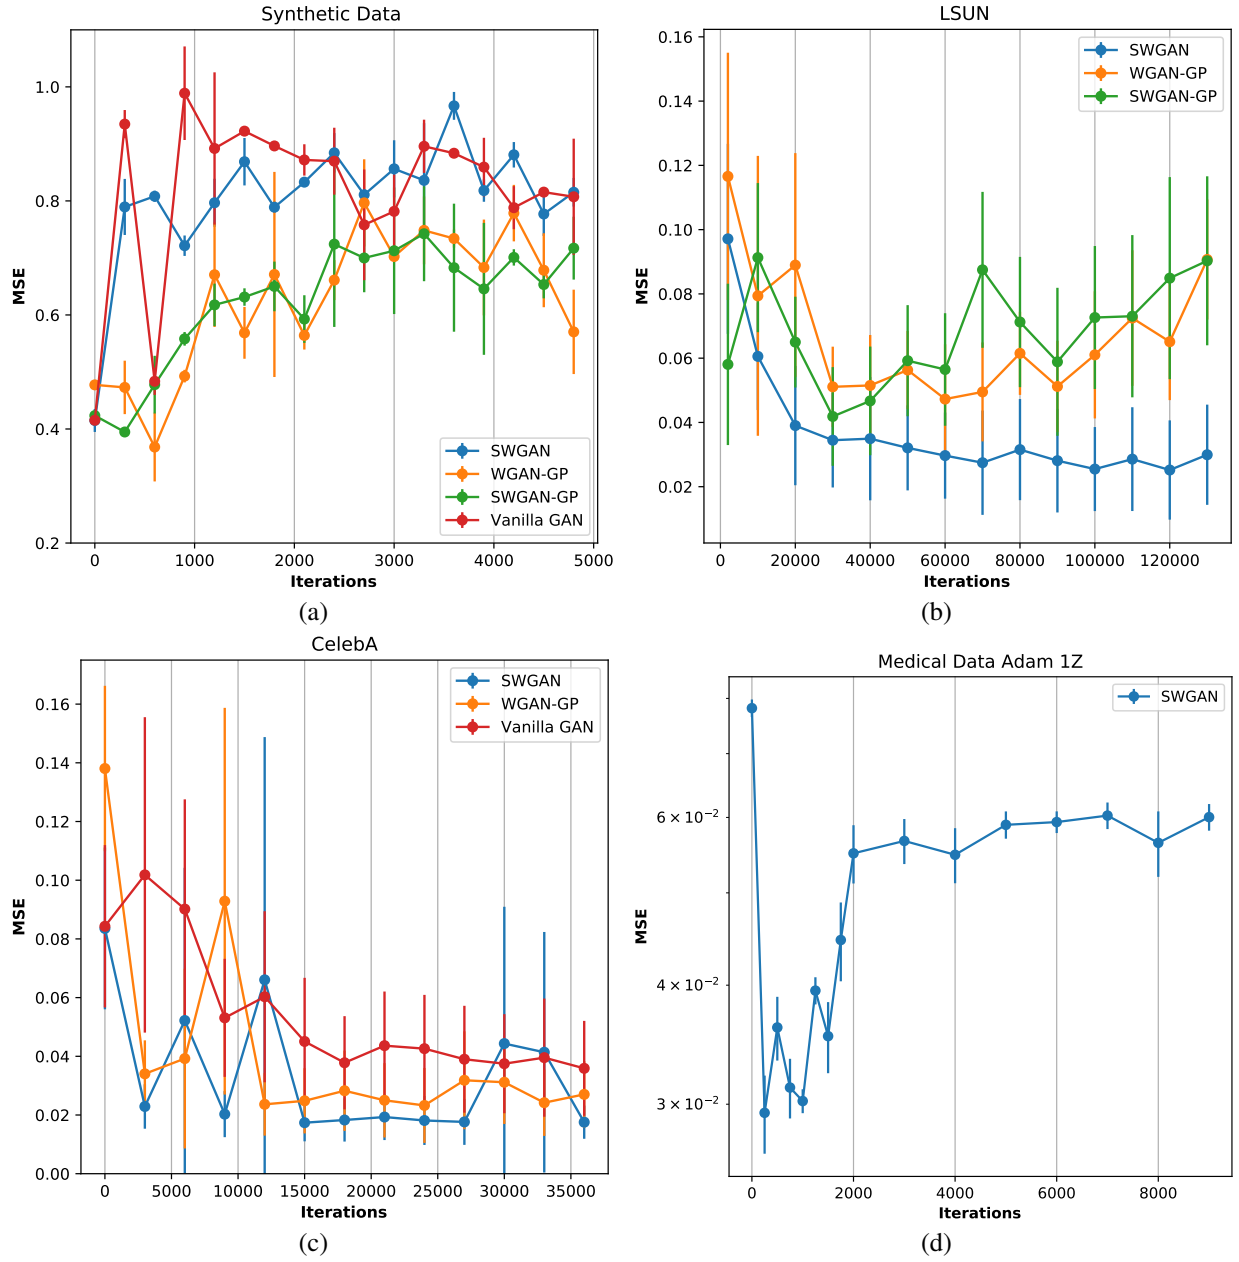 Synthetic Data
1.0
0.8
0.6
0.4
0.2
MSE
SWGAN
WGAN-GP
SWGAN-GP
Vanilla GAN
0 1000 2000 3000 4000 5000
Iterations
(a)
LSUN
0.16
0.14
0.12
0.10
0.08
0.06
0.04
0.02
MSE
SWGAN
WGAN-GP
SWGAN-GP
0 20000 40000 60000 80000 100000 120000
Iterations
(b)
CelebA
0.16
0.14
0.12
0.10
0.08
0.06
0.04
0.02
0.00
MSE
SWGAN
WGAN-GP
Vanilla GAN
0 5000 10000 15000 20000 25000 30000 35000
Iterations
(c)
Medical Data Adam 1Z
6 × 10⁻²
4 × 10⁻²
3 × 10⁻²
MSE
SWGAN
0 2000 4000 6000 8000
Iterations
(d)